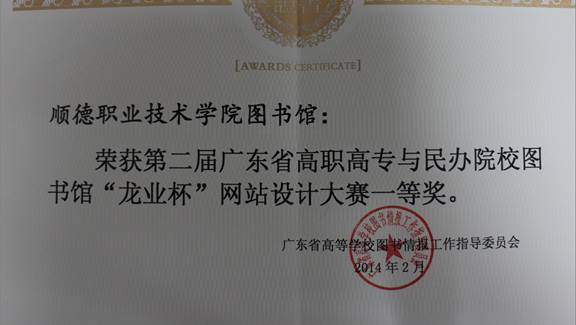 [AWARDS CERTIFICATE]
顺德职业技术学院图书馆：
荣获第二届广东省高职高专与民办院校图
书馆“龙业杯”网站设计大赛一等奖。
广东省高等学校图书情报工作指导委员会
2014年2月